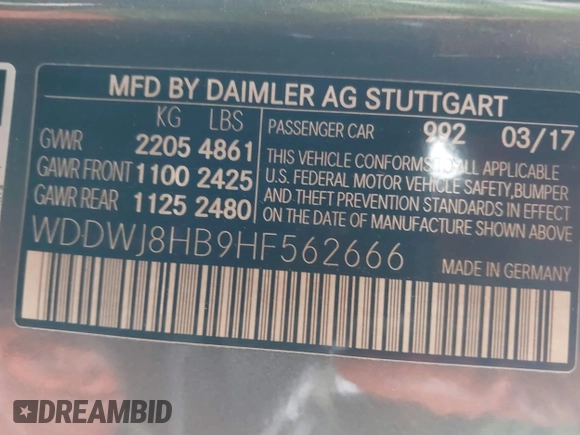 MFD BY DAIMLER AG STUTTGART
KG LBS
GVWR 2205 4861
GAWR FRONT 1100 2425
GAWR REAR 1125 2480
PASSENGER CAR 992 03/17
THIS VEHICLE CONFORMS TO ALL APPLICABLE
U.S. FEDERAL MOTOR VEHICLE SAFETY, BUMPER
AND THEFT PREVENTION STANDARDS IN EFFECT
ON THE DATE OF MANUFACTURE SHOWN ABOVE
WDDWJ8HB9HF562666
MADE IN GERMANY
DREAMBID